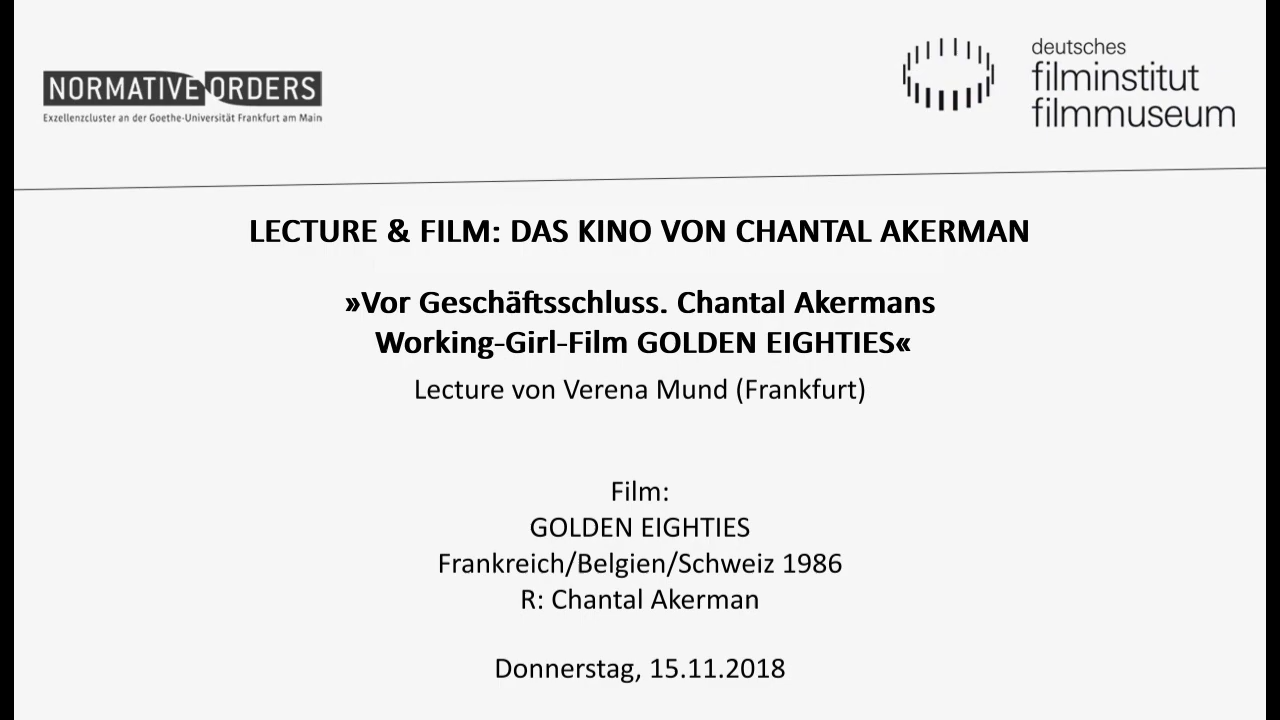 NORMATIVE ORDERS
Exzellenzcluster an der Goethe-Universität Frankfurt am Main
deutsches
filminstitut
filmmuseum
LECTURE & FILM: DAS KINO VON CHANTAL AKERMAN
»Vor Geschäftsschluss. Chantal Akermans
Working-Girl-Film GOLDEN EIGHTIES«
Lecture von Verena Mund (Frankfurt)
Film:
GOLDEN EIGHTIES
Frankreich/Belgien/Schweiz 1986
R: Chantal Akerman
Donnerstag, 15.11.2018